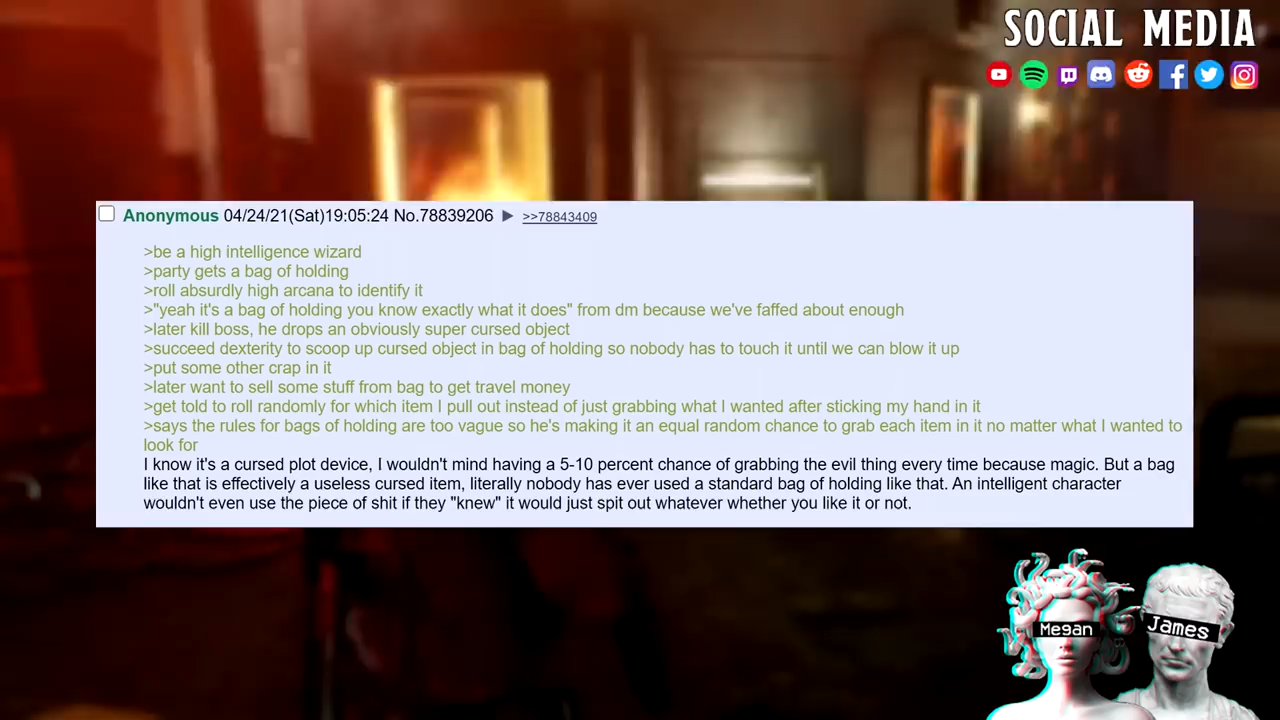 SOCIAL MEDIA
Anonymous 04/24/21(Sat)19:05:24 No.78839206 ▶ >>78843409
>be a high intelligence wizard
>party gets a bag of holding
>roll absurdly high arcana to identify it
>"yeah it's a bag of holding you know exactly what it does" from dm because we've faffed about enough
>later kill boss, he drops an obviously super cursed object
>succeed dexterity to scoop up cursed object in bag of holding so nobody has to touch it until we can blow it up
>put some other crap in it
>later want to sell some stuff from bag to get travel money
>get told to roll randomly for which item I pull out instead of just grabbing what I wanted after sticking my hand in it
>says the rules for bags of holding are too vague so he's making it an equal random chance to grab each item in it no matter what I wanted to
look for
I know it's a cursed plot device, I wouldn't mind having a 5-10 percent chance of grabbing the evil thing every time because magic. But a bag
like that is effectively a useless cursed item, literally nobody has ever used a standard bag of holding like that. An intelligent character
wouldn't even use the piece of shit if they "knew" it would just spit out whatever whether you like it or not.
Megan
James